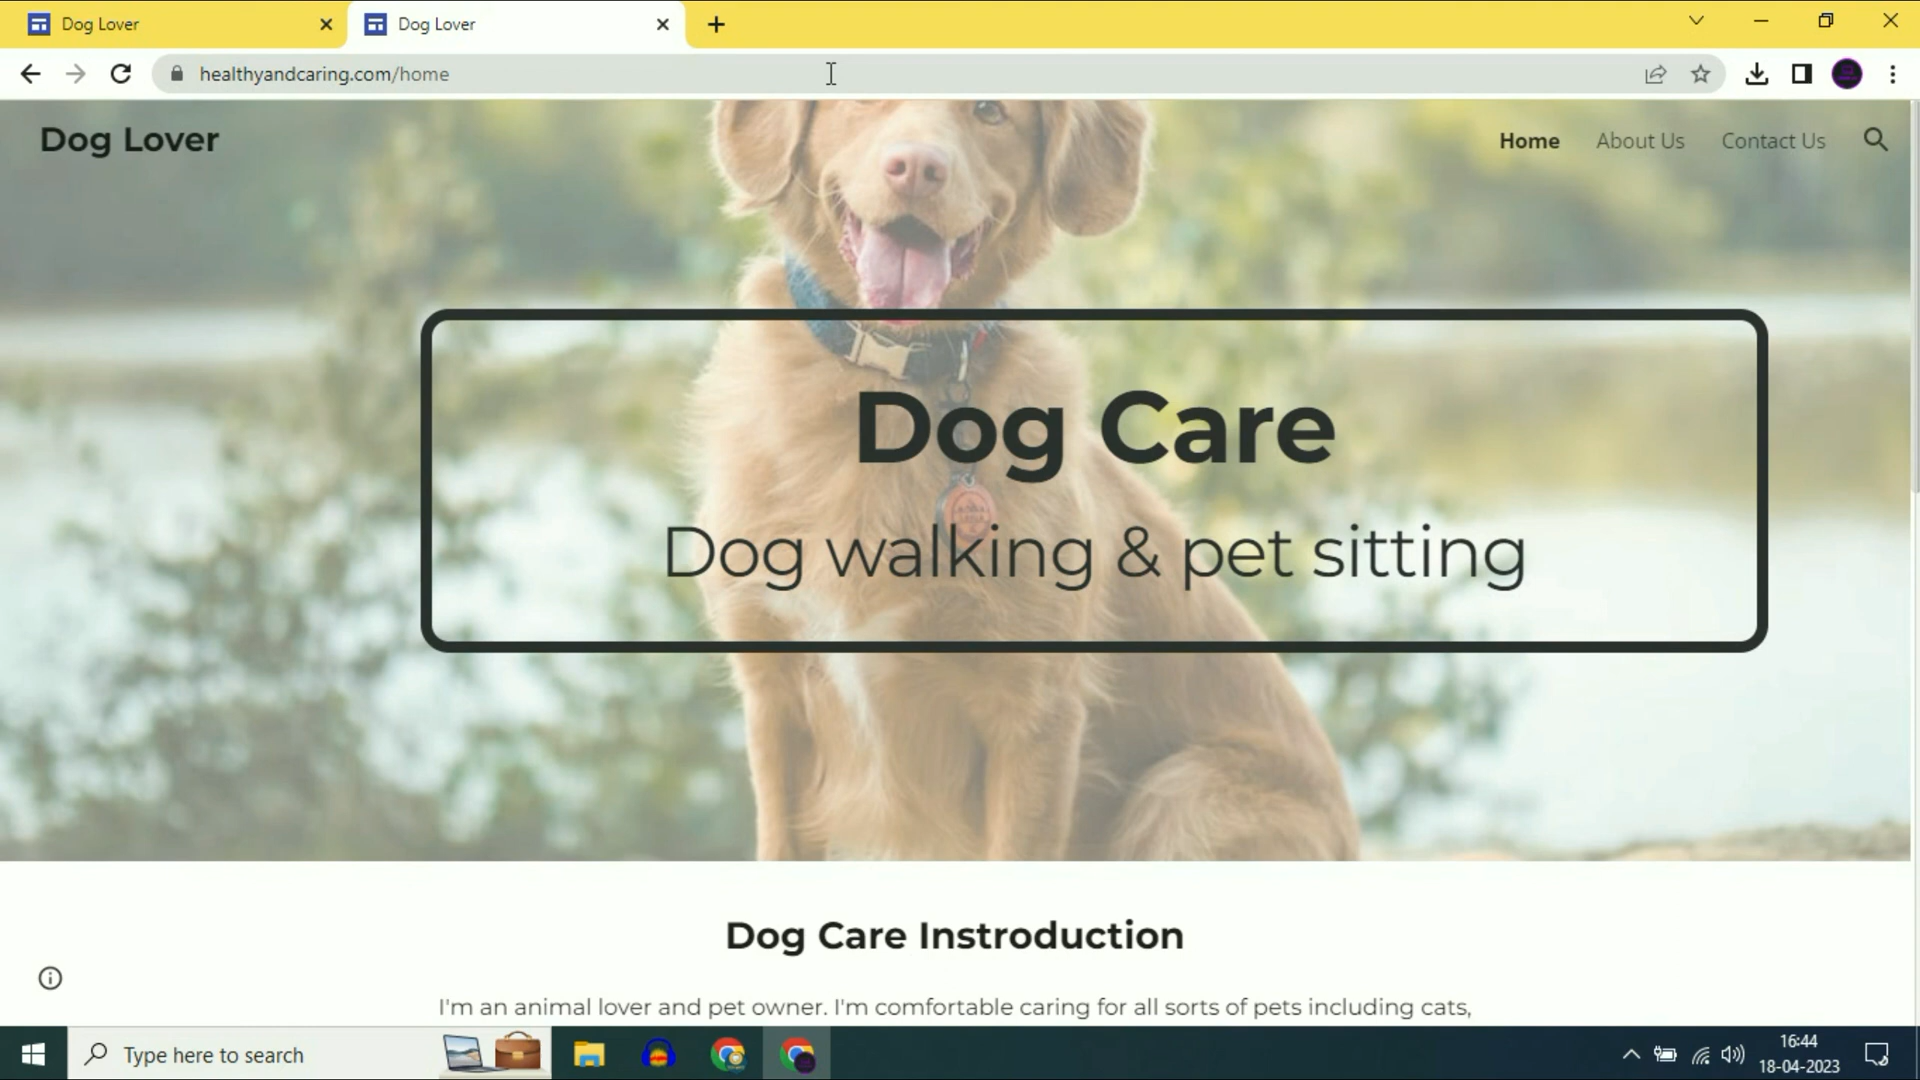 Dog Lover
Dog Lover
healthyandcaring.com/home
Dog Lover
Home
About Us
Contact Us
Dog Care
Dog walking & pet sitting
Dog Care Instroduction
I'm an animal lover and pet owner. I'm comfortable caring for all sorts of pets including cats,
Type here to search
16:44
18-04-2023